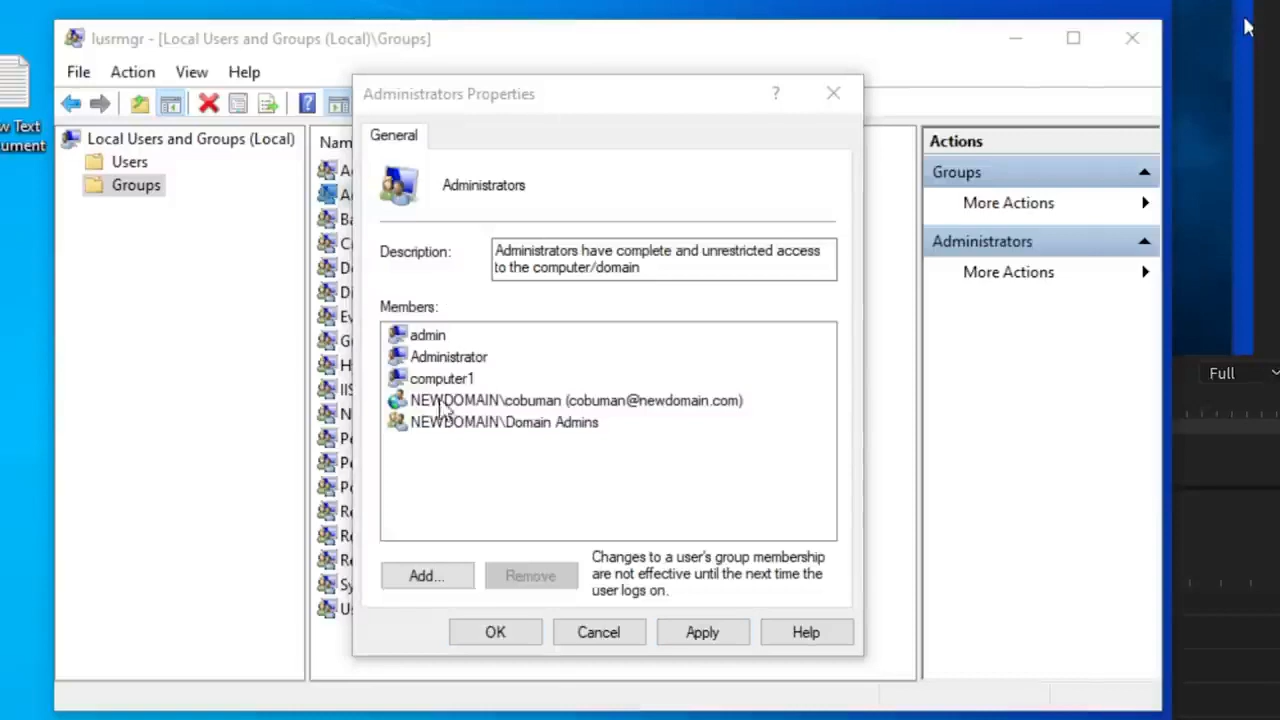 lusrmgr - [Local Users and Groups (Local)\Groups]
File Action View Help
Administrators Properties
?
General
Administrators
Description:
Administrators have complete and unrestricted access
to the computer/domain
Members:
admin
Administrator
computer1
NEWDOMAIN\cobuman (cobuman@newdomain.com)
NEWDOMAIN\Domain Admins
Add...
Remove
Changes to a user's group membership
are not effective until the next time the
user logs on.
OK
Cancel
Apply
Help
Local Users and Groups (Local)
Users
Groups
Actions
Groups
More Actions
Administrators
More Actions
Full